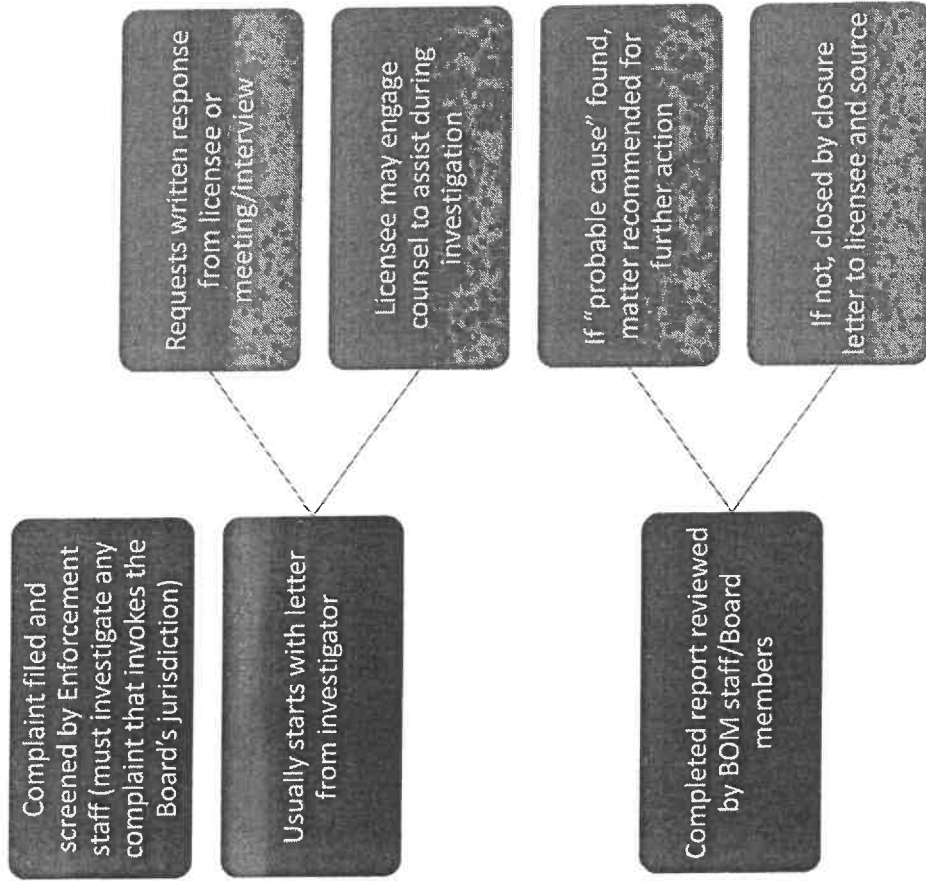 Complaint filed and
screened by Enforcement
staff (must investigate any
complaint that invokes the
Board's jurisdiction)
Usually starts with letter
from investigator
Requests written response
from licensee or
meeting/interview
Licensee may engage
counsel to assist during
investigation
Completed report reviewed
by BOM staff/Board
members
If "probable cause" found,
matter recommended for
further action
If not, closed by closure
letter to licensee and source